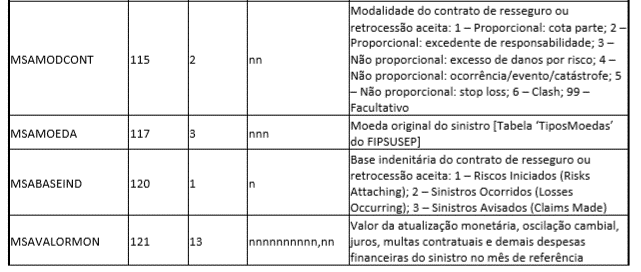 Modalidade do contrato de resseguro ou
retrocessão aceita: 1 – Proporcional: cota parte; 2 –
Proporcional: excedente de responsabilidade; 3 –
Não proporcional: excesso de danos por risco; 4 –
MSAMODCONT 115 2 nn Não proporcional: ocorrência/evento/catástrofe; 5
– Não proporcional: stop loss; 6 – Clash; 99 –
Facultativo
MSAMOEDA 117 3 nnn Moeda original do sinistro [Tabela ‘TiposMoedas’
do FIPSUSEP]
Base indenitária do contrato de resseguro ou
retrocessão aceita: 1 – Riscos Iniciados (Risks
MSABASEIND 120 1 n Attaching); 2 – Sinistros Ocorridos (Losses
Occurring); 3 – Sinistros Avisados (Claims Made)
Valor da atualização monetária, oscilação cambial,
MSAVALORMON 121 13 nnnnnnnnnn,nn juros, multas contratuais e demais despesas
financeiras do sinistro no mês de referência